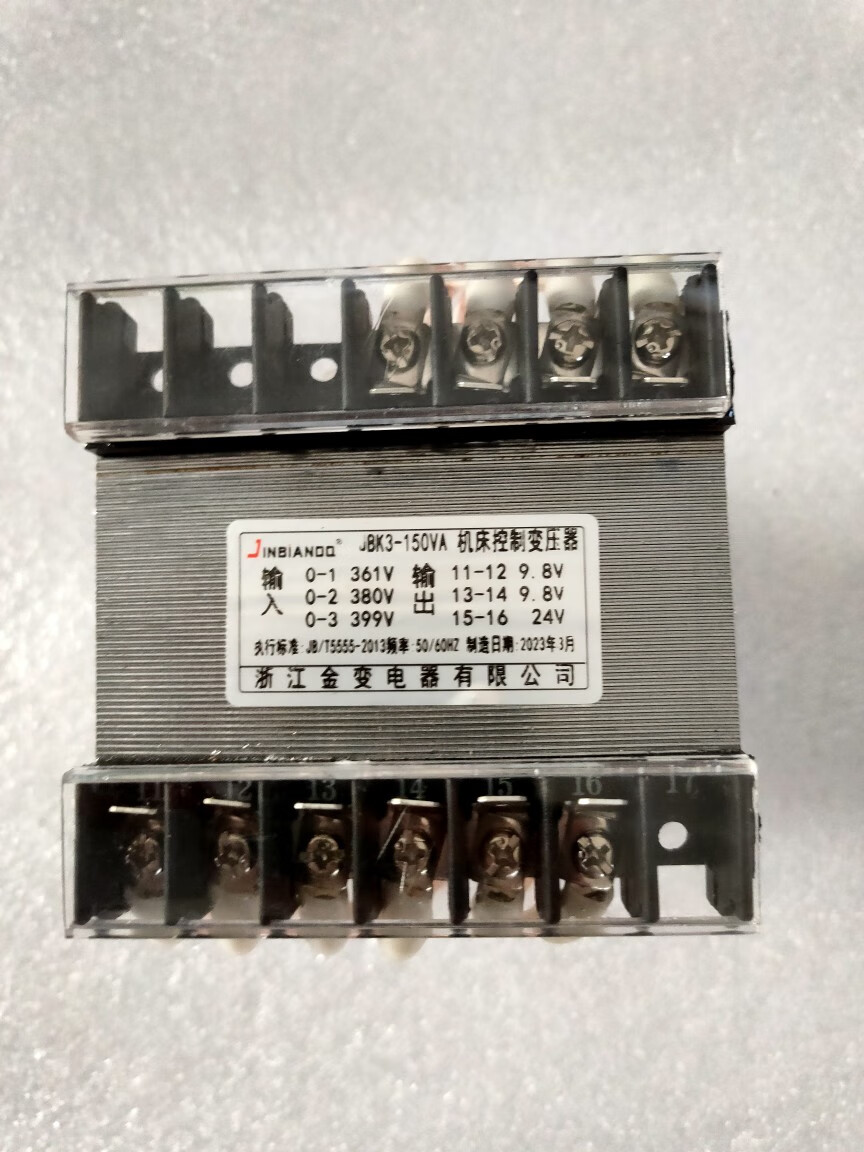 JINBIANDQ® JBK3-150VA 机床控制变压器
输入 0-1 361V 输出 11-12 9.8V
0-2 380V 13-14 9.8V
0-3 399V 15-16 24V
执行标准:JB/T5555-2013频率:50/60HZ 制造日期:2023年3月
浙江金变电器有限公司
11 12 13 14 15 16 17